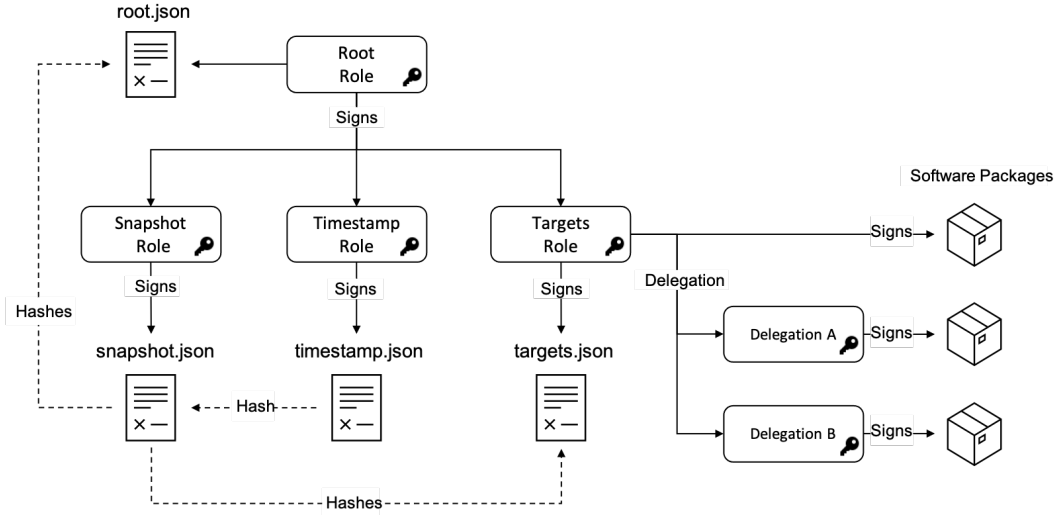 root.json
Root
Role
Signs
Software Packages
Snapshot
Role
Timestamp
Role
Targets
Role
Signs
Delegation
Signs
Signs
Signs
Hashes
Delegation A
Signs
snapshot.json
timestamp.json
targets.json
Hash
Delegation B
Signs
Hashes